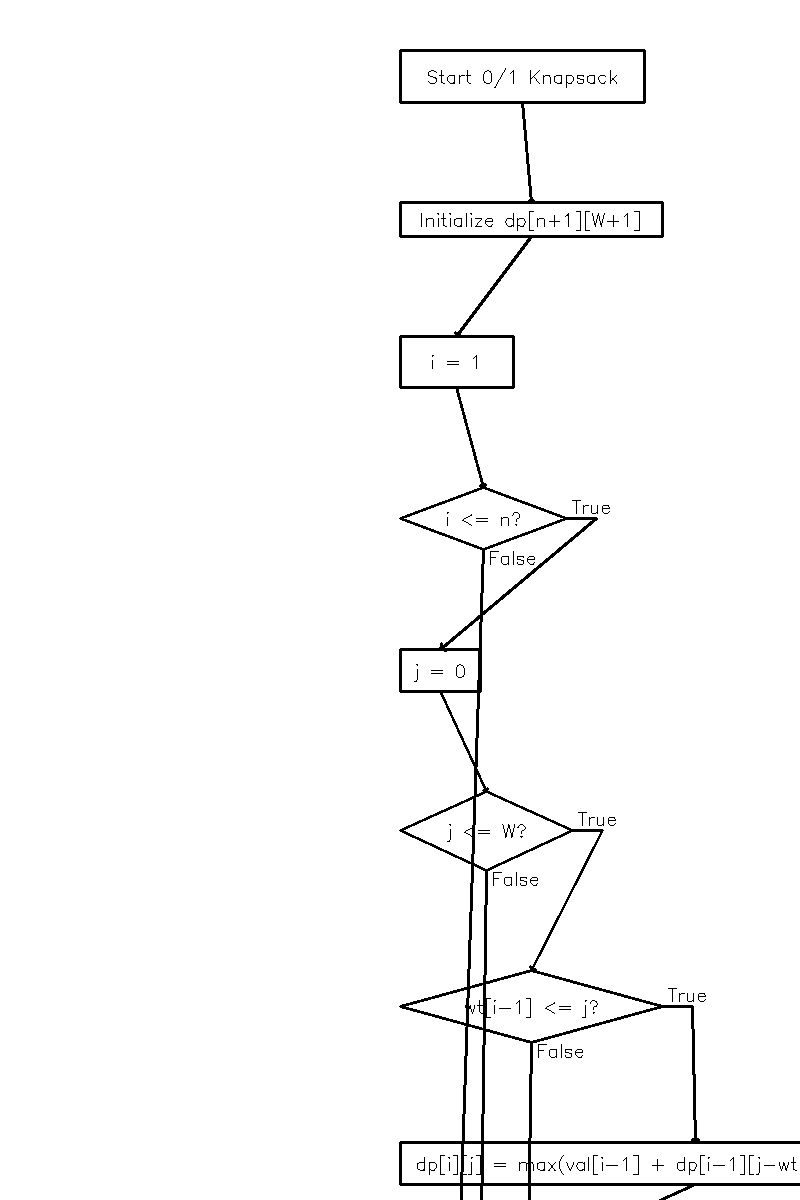 Start 0/1 Knapsack
Initialize dp[n+1][W+1]
i = 1
i <= n?
True
False
j = 0
j <= W?
True
False
wt[i-1] <= j?
True
False
dp[i][j] = max(val[i-1] + dp[i-1][j-wt